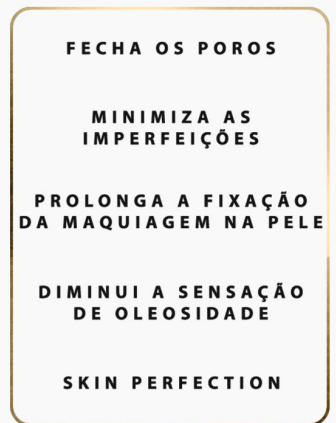 FECHA OS POROS
MINIMIZA AS
IMPERFEIÇÕES
PROLONGA A FIXAÇÃO
DA MAQUIAGEM NA PELE
DIMINUI A SENSAÇÃO
DE OLEOSIDADE
SKIN PERFECTION